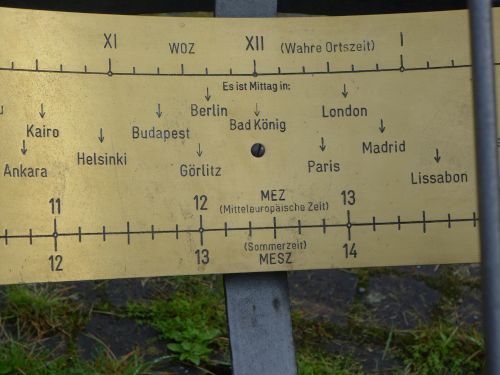 XI WOZ XII (Wahre Ortszeit) I
Es ist Mittag in:
Berlin London
Kairo Budapest Bad König Madrid
Ankara Helsinki Görlitz Paris Lissabon
11 12 MEZ 13
(Mitteleuropäische Zeit)
(Sommerzeit)
12 13 MESZ 14